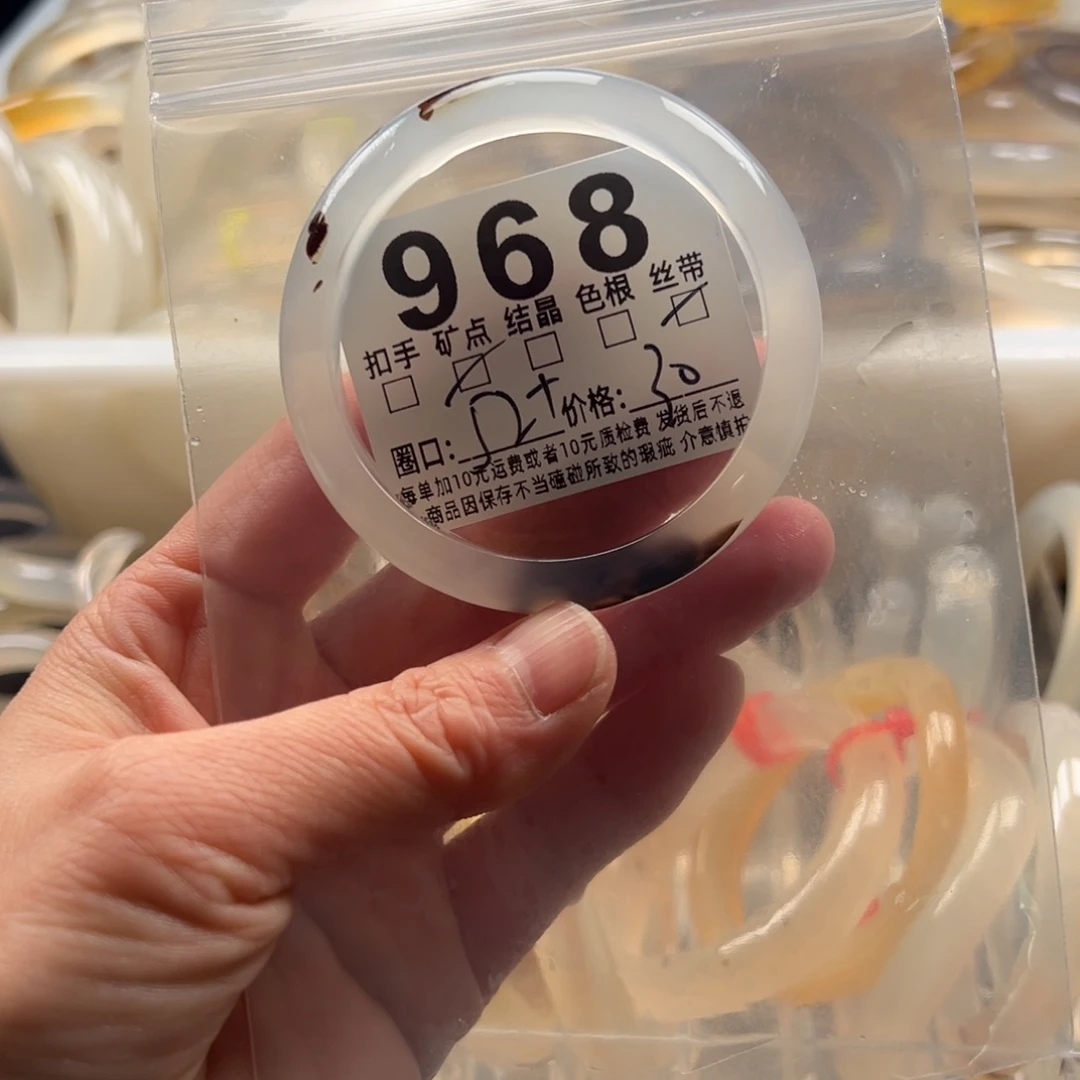 968
扣手 矿点 结晶 色根 丝带
圈口: 52+ 价格: 30
每单加10元运费或者10元质检费 发货后不退
商品因保存不当磕碰所致的瑕疵 介意慎拍